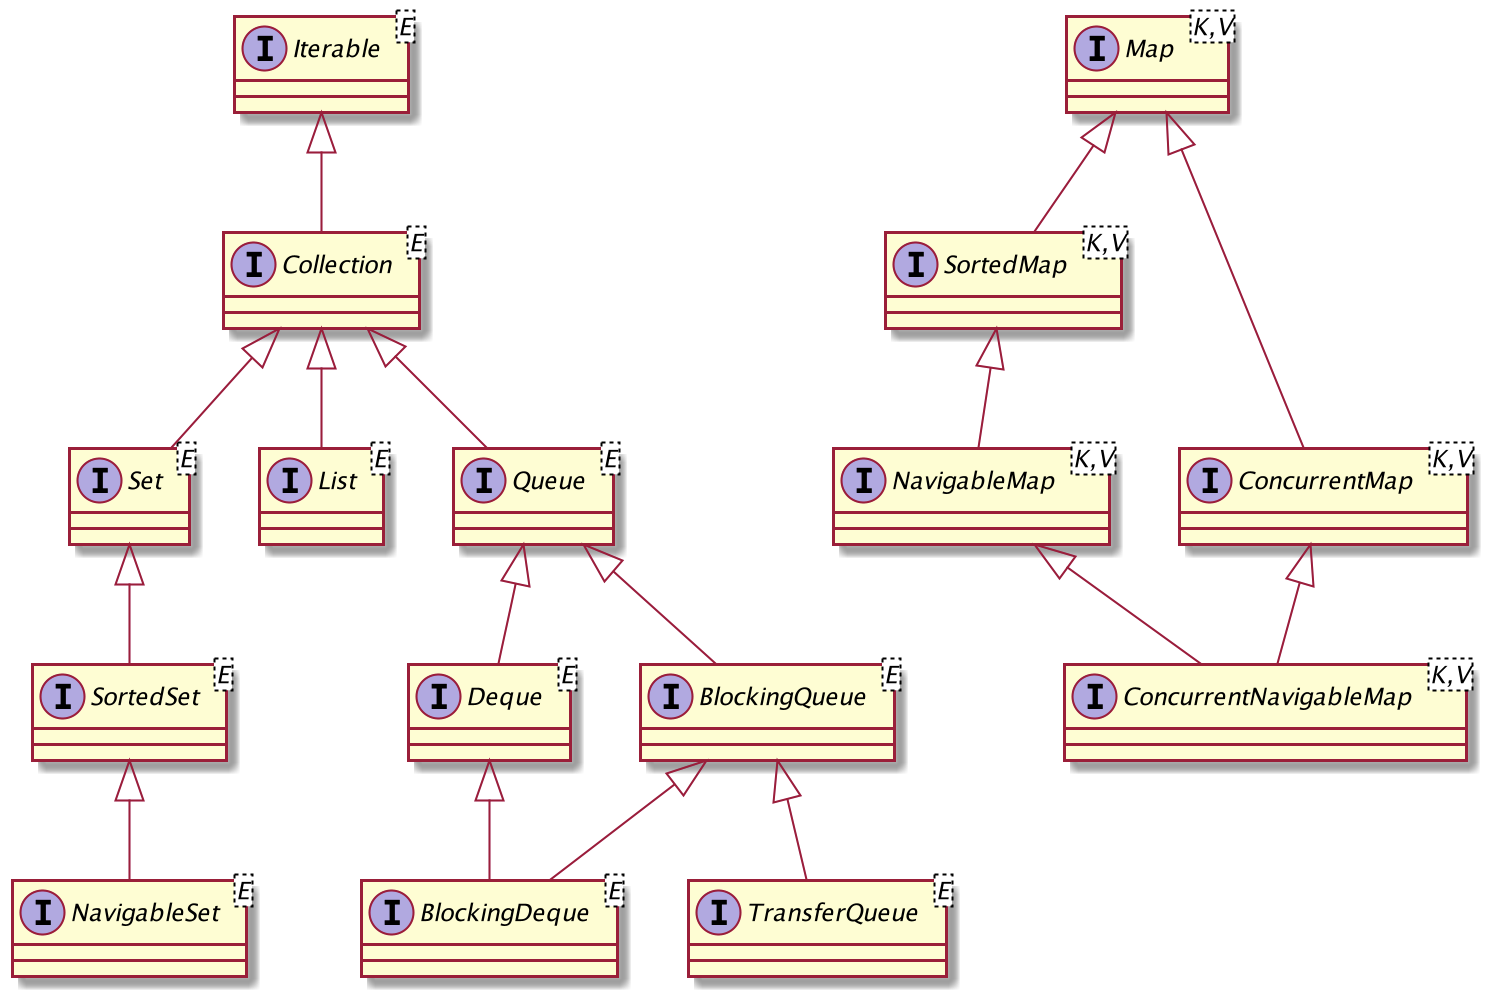 I Iterable E
I Map K,V
I Collection E
I SortedMap K,V
I Set E
I List E
I Queue E
I NavigableMap K,V
I ConcurrentMap K,V
I SortedSet E
I Deque E
I BlockingQueue E
I ConcurrentNavigableMap K,V
I NavigableSet E
I BlockingDeque E
I TransferQueue E